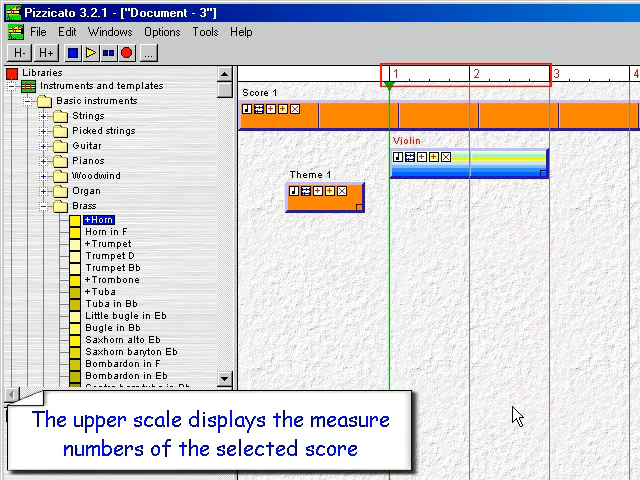 Pizzicato 3.2.1 - ["Document - 3"]
File Edit Windows Options Tools Help
H- H+ ...
Libraries
Instruments and templates
Basic instruments
Strings
Picked strings
Guitar
Pianos
Woodwind
Organ
Brass
+Horn
Horn in F
+Trumpet
Trumpet D
Trumpet Bb
+Trombone
+Tuba
Tuba in Bb
Little bugle in Eb
Bugle in Bb
Saxhorn alto Eb
Saxhorn baryton Eb
Bombardon in F
Bombardon in Eb
1 2 3 4
Score 1
Violin
Theme 1
The upper scale displays the measure
numbers of the selected score